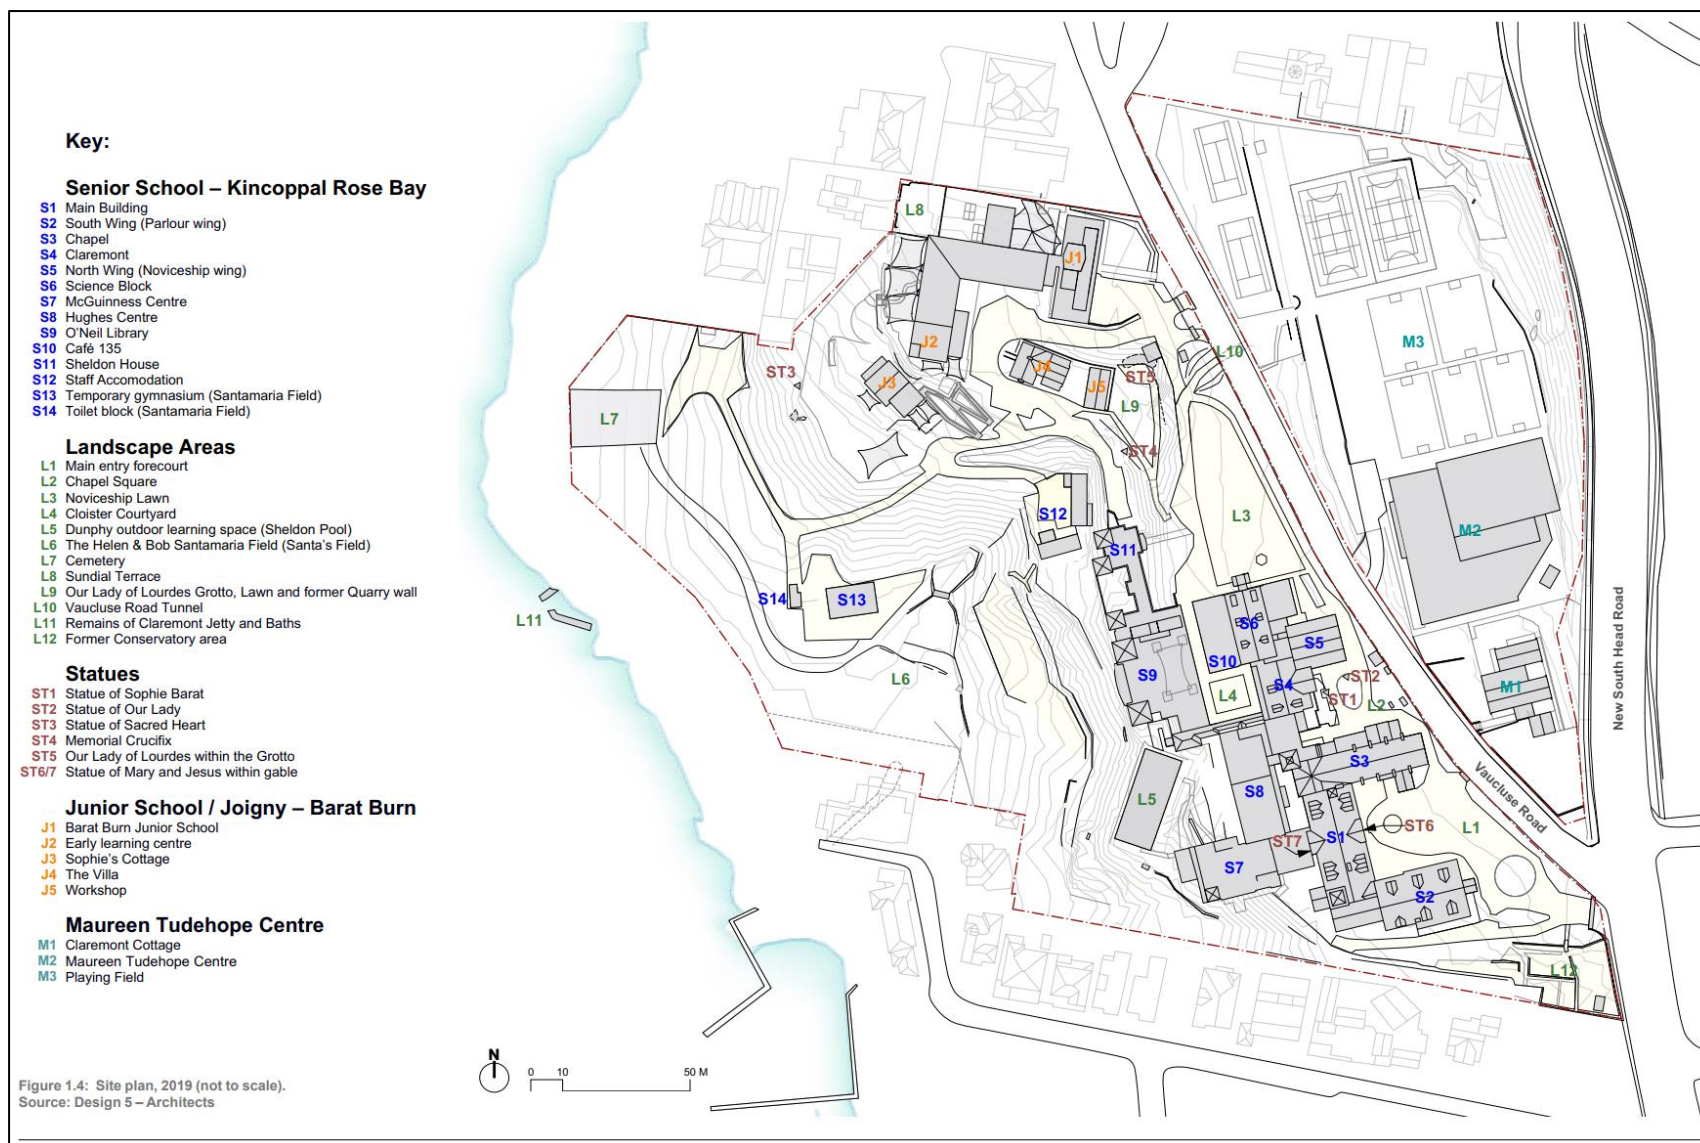 Key:
Senior School – Kincoppal Rose Bay
S1 Main Building
S2 South Wing (Parlour wing)
S3 Chapel
S4 Claremont
S5 North Wing (Noviceship wing)
S6 Science Block
S7 McGuinness Centre
S8 Hughes Centre
S9 O'Neil Library
S10 Café 135
S11 Sheldon House
S12 Staff Accomodation
S13 Temporary gymnasium (Santamaria Field)
S14 Toilet block (Santamaria Field)
Landscape Areas
L1 Main entry forecourt
L2 Chapel Square
L3 Noviceship Lawn
L4 Cloister Courtyard
L5 Dunphy outdoor learning space (Sheldon Pool)
L6 The Helen & Bob Santamaria Field (Santa's Field)
L7 Cemetery
L8 Sundial Terrace
L9 Our Lady of Lourdes Grotto, Lawn and former Quarry wall
L10 Vaucluse Road Tunnel
L11 Remains of Claremont Jetty and Baths
L12 Former Conservatory area
Statues
ST1 Statue of Sophie Barat
ST2 Statue of Our Lady
ST3 Statue of Sacred Heart
ST4 Memorial Crucifix
ST5 Our Lady of Lourdes within the Grotto
ST6/7 Statue of Mary and Jesus within gable
Junior School / Joigny – Barat Burn
J1 Barat Burn Junior School
J2 Early learning centre
J3 Sophie's Cottage
J4 The Villa
J5 Workshop
Maureen Tudehope Centre
M1 Claremont Cottage
M2 Maureen Tudehope Centre
M3 Playing Field
Figure 1.4: Site plan, 2019 (not to scale).
Source: Design 5 – Architects
N
0 10 50 M
L8
J1
J2
M3
L10
ST3
J4
J3
J5
ST5
L9
L7
ST4
S12
L3
M2
S11
S14
S13
L11
S6
S5
S10
S9
L6
L4
S4
ST2
ST1
L2
M1
New South Head Road
S3
Vaucluse Road
L5
S8
ST7
S1
ST6
L1
S7
S2
L12